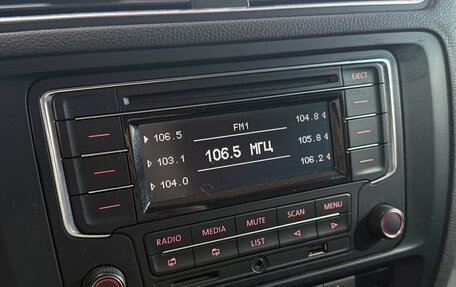 EJECT
FM1
106.5 104.8
106.5 МГЦ
103.1 105.8
104.0 106.2
RADIO MEDIA MUTE SCAN MENU
LIST